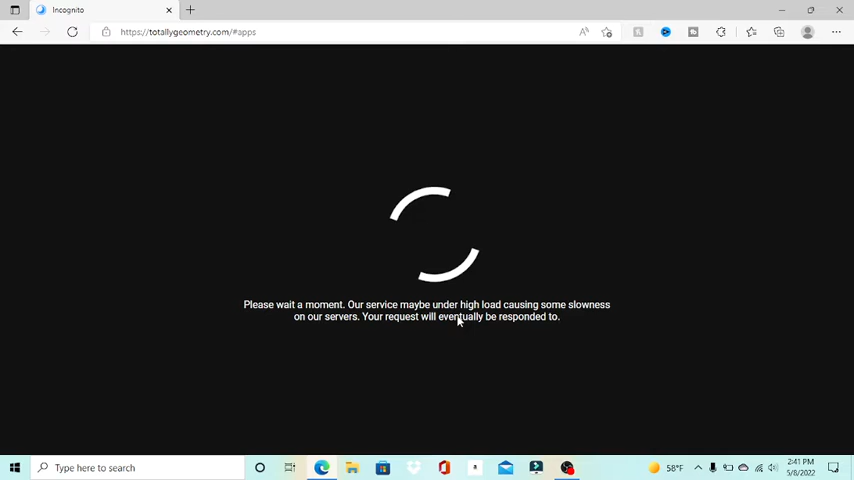 Incognito
https://totallygeometry.com/#apps
Please wait a moment. Our service maybe under high load causing some slowness
on our servers. Your request will eventually be responded to.
Type here to search
58°F
2:41 PM
5/8/2022